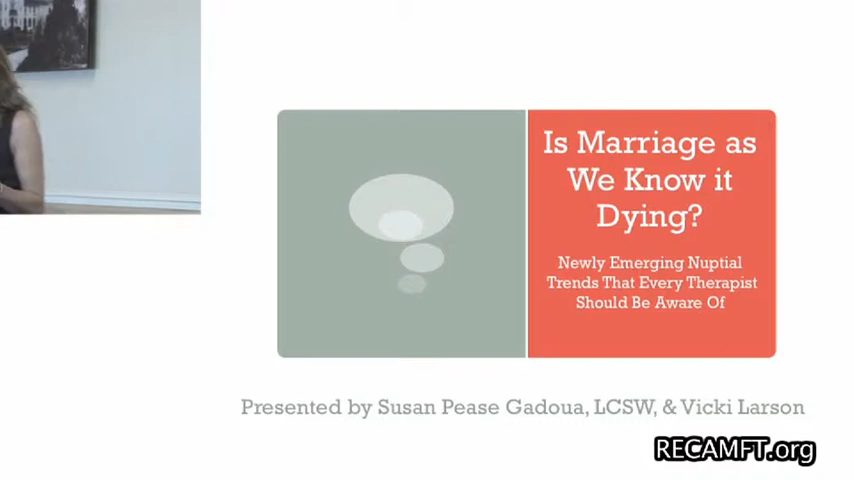 Is Marriage as
We Know it
Dying?
Newly Emerging Nuptial
Trends That Every Therapist
Should Be Aware Of
Presented by Susan Pease Gadoua, LCSW, & Vicki Larson
RECAMFT.org